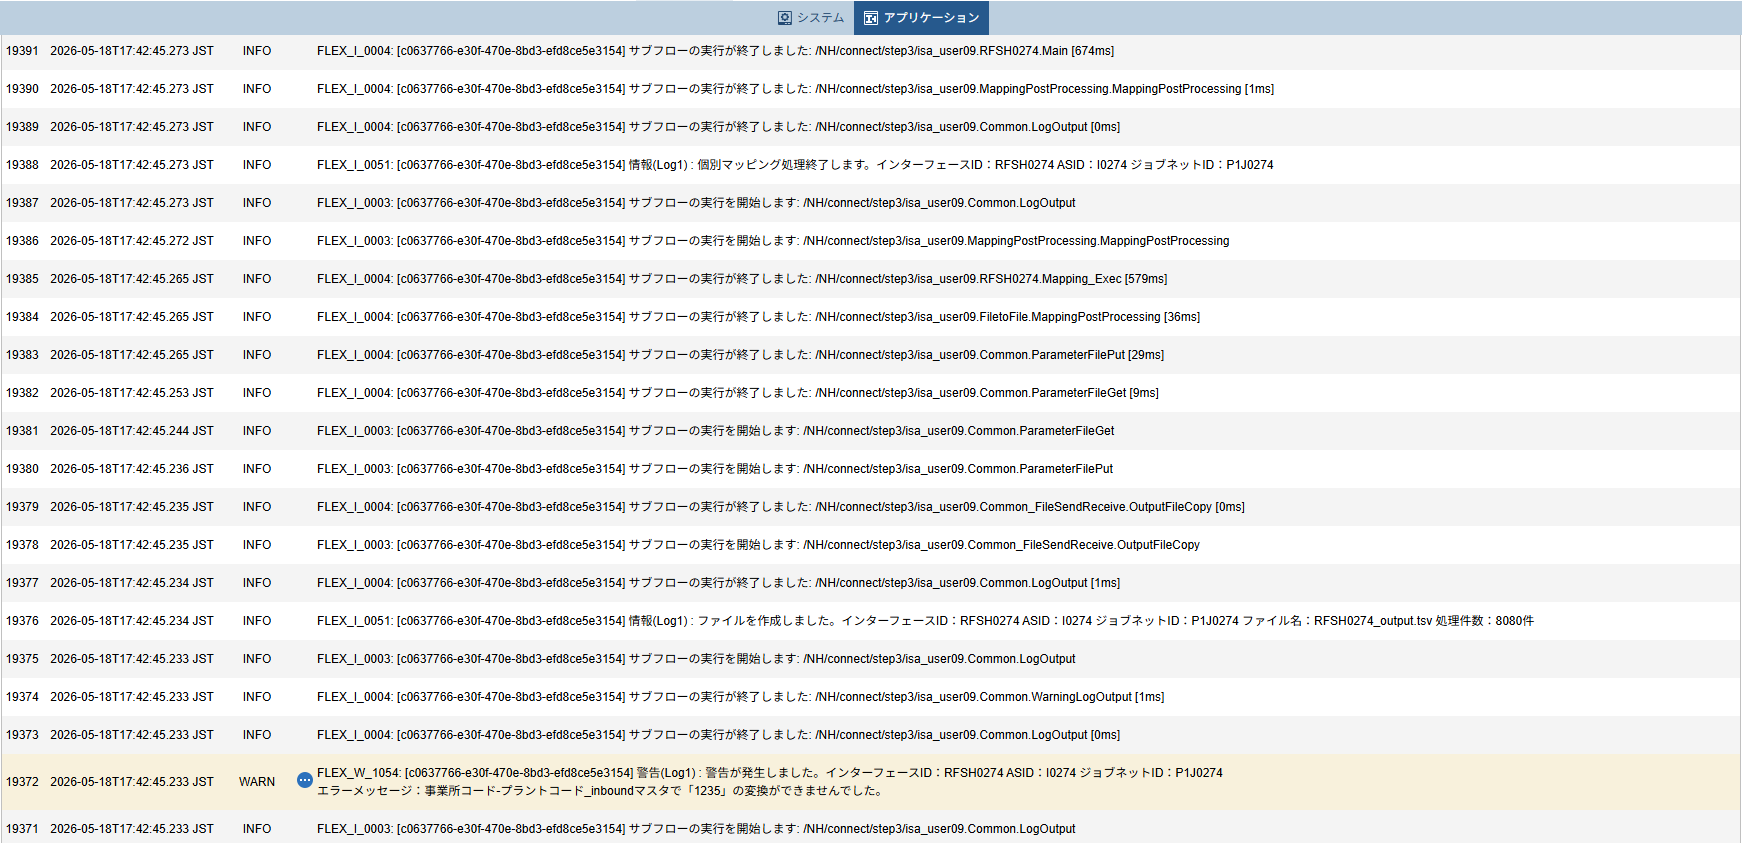 システム アプリケーション
19391 2026-05-18T17:42:45.273 JST INFO FLEX_I_0004: [c0637766-e30f-470e-8bd3-efd8ce5e3154] サブフローの実行が終了しました: /NH/connect/step3/isa_user09.RFSH0274.Main [674ms]
19390 2026-05-18T17:42:45.273 JST INFO FLEX_I_0004: [c0637766-e30f-470e-8bd3-efd8ce5e3154] サブフローの実行が終了しました: /NH/connect/step3/isa_user09.MappingPostProcessing.MappingPostProcessing [1ms]
19389 2026-05-18T17:42:45.273 JST INFO FLEX_I_0004: [c0637766-e30f-470e-8bd3-efd8ce5e3154] サブフローの実行が終了しました: /NH/connect/step3/isa_user09.Common.LogOutput [0ms]
19388 2026-05-18T17:42:45.273 JST INFO FLEX_I_0051: [c0637766-e30f-470e-8bd3-efd8ce5e3154] 情報(Log1) : 個別マッピング処理終了します。インターフェースID：RFSH0274 ASID：I0274 ジョブネットID：P1J0274
19387 2026-05-18T17:42:45.273 JST INFO FLEX_I_0003: [c0637766-e30f-470e-8bd3-efd8ce5e3154] サブフローの実行を開始します: /NH/connect/step3/isa_user09.Common.LogOutput
19386 2026-05-18T17:42:45.272 JST INFO FLEX_I_0003: [c0637766-e30f-470e-8bd3-efd8ce5e3154] サブフローの実行を開始します: /NH/connect/step3/isa_user09.MappingPostProcessing.MappingPostProcessing
19385 2026-05-18T17:42:45.265 JST INFO FLEX_I_0004: [c0637766-e30f-470e-8bd3-efd8ce5e3154] サブフローの実行が終了しました: /NH/connect/step3/isa_user09.RFSH0274.Mapping_Exec [579ms]
19384 2026-05-18T17:42:45.265 JST INFO FLEX_I_0004: [c0637766-e30f-470e-8bd3-efd8ce5e3154] サブフローの実行が終了しました: /NH/connect/step3/isa_user09.FiletoFile.MappingPostProcessing [36ms]
19383 2026-05-18T17:42:45.265 JST INFO FLEX_I_0004: [c0637766-e30f-470e-8bd3-efd8ce5e3154] サブフローの実行が終了しました: /NH/connect/step3/isa_user09.Common.ParameterFilePut [29ms]
19382 2026-05-18T17:42:45.253 JST INFO FLEX_I_0004: [c0637766-e30f-470e-8bd3-efd8ce5e3154] サブフローの実行が終了しました: /NH/connect/step3/isa_user09.Common.ParameterFileGet [9ms]
19381 2026-05-18T17:42:45.244 JST INFO FLEX_I_0003: [c0637766-e30f-470e-8bd3-efd8ce5e3154] サブフローの実行を開始します: /NH/connect/step3/isa_user09.Common.ParameterFileGet
19380 2026-05-18T17:42:45.236 JST INFO FLEX_I_0003: [c0637766-e30f-470e-8bd3-efd8ce5e3154] サブフローの実行を開始します: /NH/connect/step3/isa_user09.Common.ParameterFilePut
19379 2026-05-18T17:42:45.235 JST INFO FLEX_I_0004: [c0637766-e30f-470e-8bd3-efd8ce5e3154] サブフローの実行が終了しました: /NH/connect/step3/isa_user09.Common_FileSendReceive.OutputFileCopy [0ms]
19378 2026-05-18T17:42:45.235 JST INFO FLEX_I_0003: [c0637766-e30f-470e-8bd3-efd8ce5e3154] サブフローの実行を開始します: /NH/connect/step3/isa_user09.Common_FileSendReceive.OutputFileCopy
19377 2026-05-18T17:42:45.234 JST INFO FLEX_I_0004: [c0637766-e30f-470e-8bd3-efd8ce5e3154] サブフローの実行が終了しました: /NH/connect/step3/isa_user09.Common.LogOutput [1ms]
19376 2026-05-18T17:42:45.234 JST INFO FLEX_I_0051: [c0637766-e30f-470e-8bd3-efd8ce5e3154] 情報(Log1) : ファイルを作成しました。インターフェースID：RFSH0274 ASID：I0274 ジョブネットID：P1J0274 ファイル名：RFSH0274_output.tsv 処理件数：8080件
19375 2026-05-18T17:42:45.233 JST INFO FLEX_I_0003: [c0637766-e30f-470e-8bd3-efd8ce5e3154] サブフローの実行を開始します: /NH/connect/step3/isa_user09.Common.LogOutput
19374 2026-05-18T17:42:45.233 JST INFO FLEX_I_0004: [c0637766-e30f-470e-8bd3-efd8ce5e3154] サブフローの実行が終了しました: /NH/connect/step3/isa_user09.Common.WarningLogOutput [1ms]
19373 2026-05-18T17:42:45.233 JST INFO FLEX_I_0004: [c0637766-e30f-470e-8bd3-efd8ce5e3154] サブフローの実行が終了しました: /NH/connect/step3/isa_user09.Common.LogOutput [0ms]
19372 2026-05-18T17:42:45.233 JST WARN FLEX_W_1054: [c0637766-e30f-470e-8bd3-efd8ce5e3154] 警告(Log1) : 警告が発生しました。インターフェースID：RFSH0274 ASID：I0274 ジョブネットID：P1J0274
エラーメッセージ：事業所コード-プラントコード_inboundマスタで「1235」の変換ができませんでした。
19371 2026-05-18T17:42:45.233 JST INFO FLEX_I_0003: [c0637766-e30f-470e-8bd3-efd8ce5e3154] サブフローの実行を開始します: /NH/connect/step3/isa_user09.Common.LogOutput